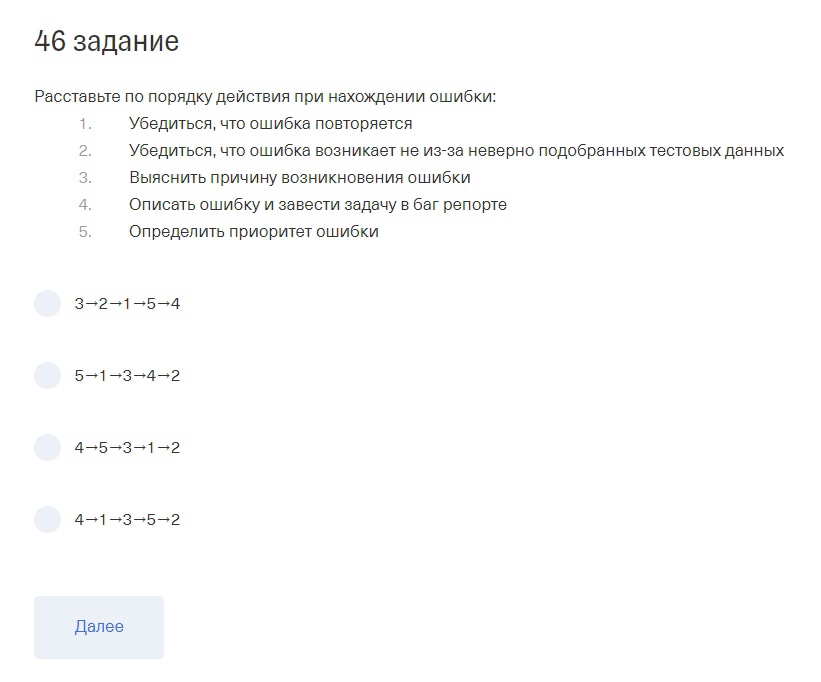 46 задание
Расставьте по порядку действия при нахождении ошибки:
1. Убедиться, что ошибка повторяется
2. Убедиться, что ошибка возникает не из-за неверно подобранных тестовых данных
3. Выяснить причину возникновения ошибки
4. Описать ошибку и завести задачу в баг репорте
5. Определить приоритет ошибки
3→2→1→5→4
5→1→3→4→2
4→5→3→1→2
4→1→3→5→2
Далее